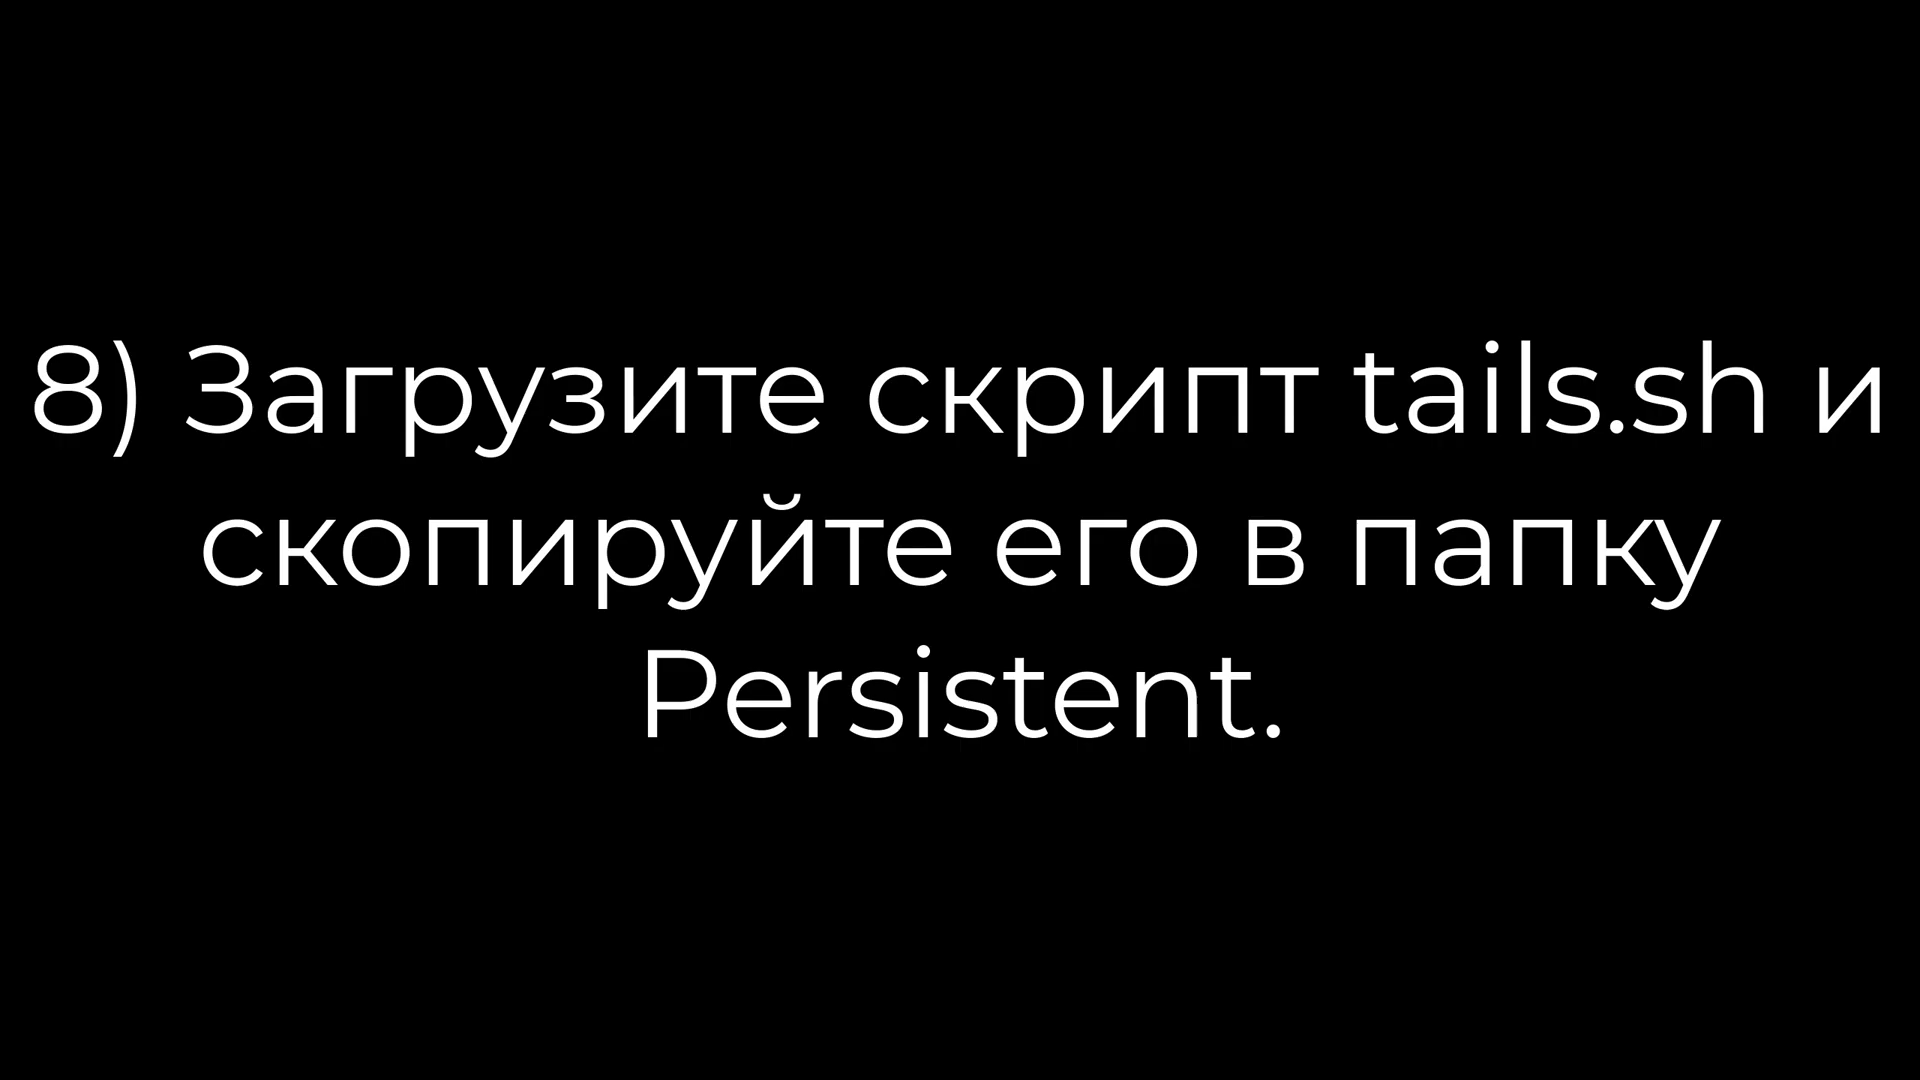 8) Загрузите скрипт tails.sh и
скопируйте его в папку
Persistent.